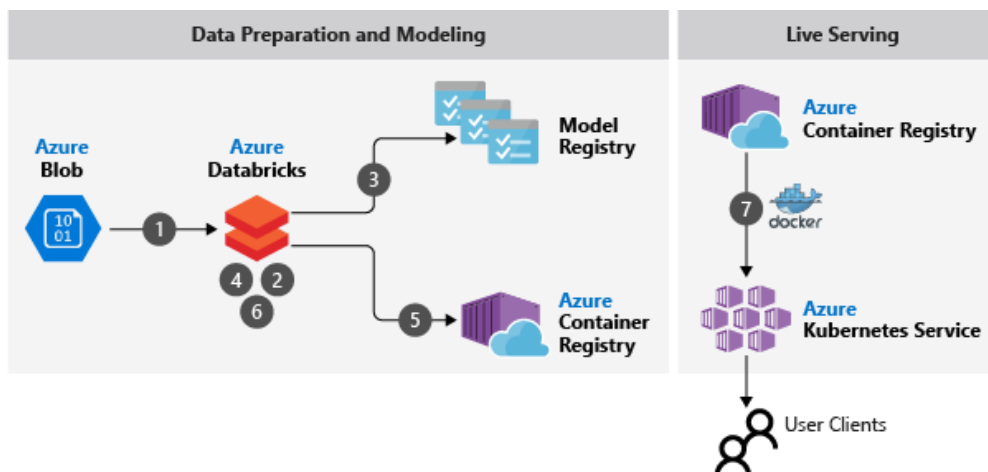 Data Preparation and Modeling
Live Serving
Azure
Blob
10
01
1
Azure
Databricks
4
2
6
3
Model
Registry
5
Azure
Container
Registry
Azure
Container Registry
7
docker
Azure
Kubernetes Service
User Clients